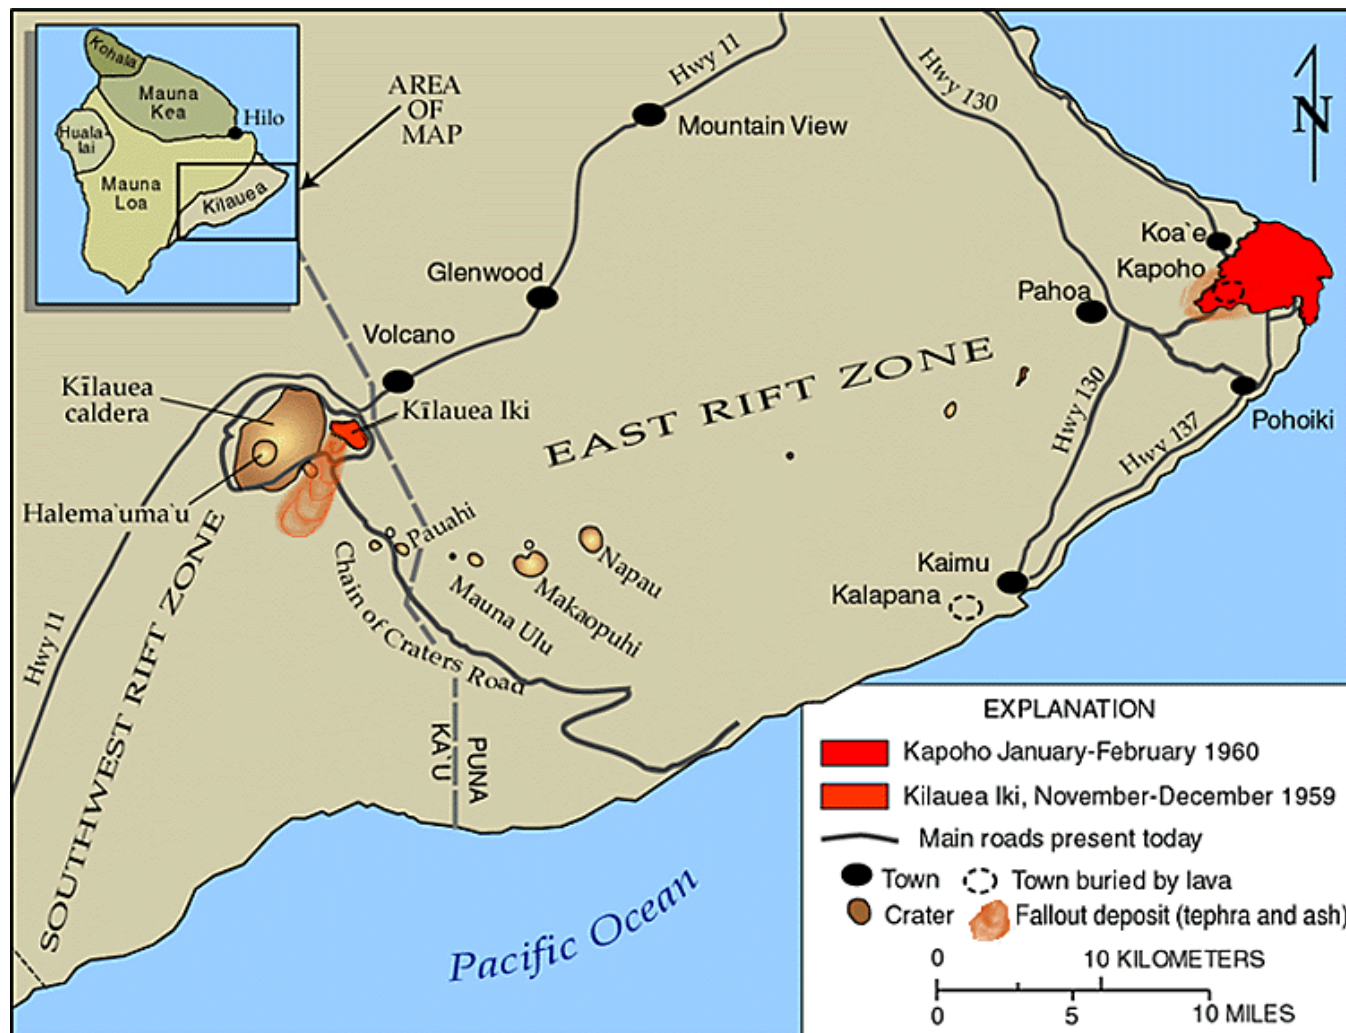 Kohala
Mauna
Kea
Hilo
Huala-
lai
Mauna
Loa
Kilauea
AREA
OF
MAP
Hwy 11
Mountain View
Hwy 130
N
Koa`e
Kapoho
Pahoa
Glenwood
Volcano
Kīlauea
caldera
Kīlauea Iki
EAST RIFT ZONE
Hwy 130
Hwy 137
Pohoiki
Halema`uma`u
Pauahi
Napau
Makaopuhi
Mauna Ulu
Chain of Craters Road
Kaimu
Kalapana
Hwy 11
SOUTHWEST RIFT ZONE
KA`U
PUNA
Pacific Ocean
EXPLANATION
Kapoho January-February 1960
Kilauea Iki, November-December 1959
Main roads present today
Town
Town buried by lava
Crater
Fallout deposit (tephra and ash)
0 10 KILOMETERS
0 5 10 MILES